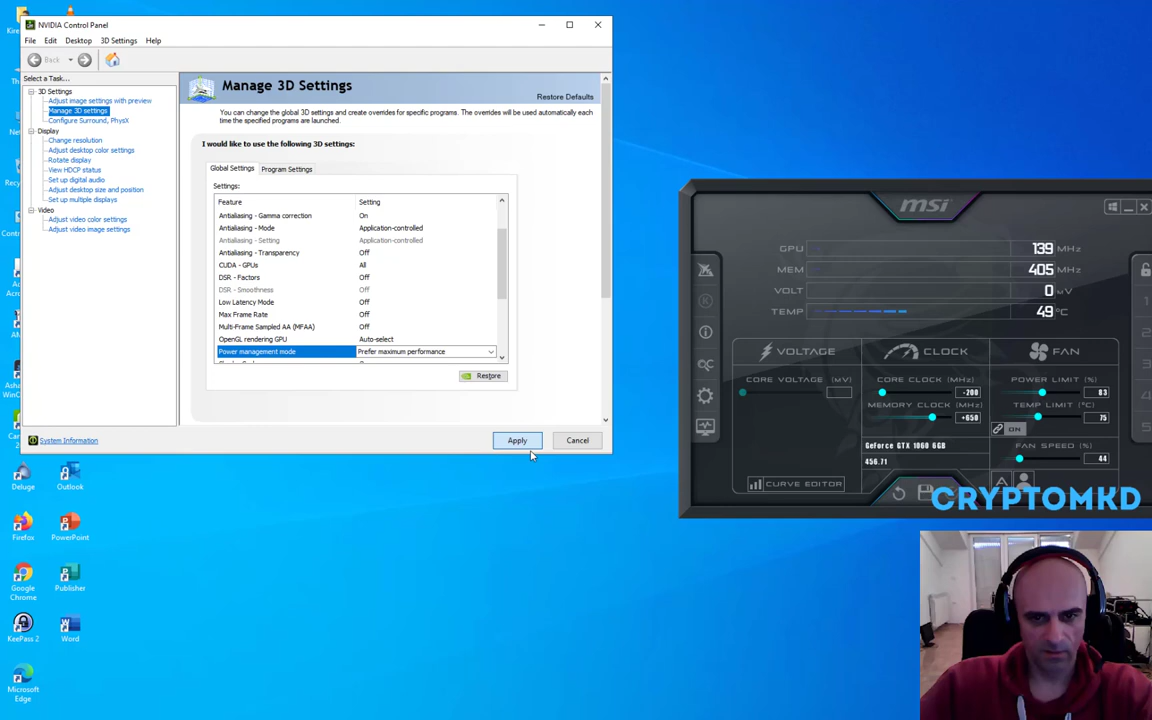 NVIDIA Control Panel
File Edit Desktop 3D Settings Help
Back
Select a Task...
3D Settings
Adjust image settings with preview
Manage 3D settings
Configure Surround, PhysX
Display
Change resolution
Adjust desktop color settings
Rotate display
View HDCP status
Set up digital audio
Adjust desktop size and position
Set up multiple displays
Video
Adjust video color settings
Adjust video image settings
System Information
Manage 3D Settings
Restore Defaults
You can change the global 3D settings and create overrides for specific programs. The overrides will be used automatically each
time the specified programs are launched.
I would like to use the following 3D settings:
Global Settings Program Settings
Settings:
Feature Setting
Antialiasing - Gamma correction On
Antialiasing - Mode Application-controlled
Antialiasing - Setting Application-controlled
Antialiasing - Transparency Off
CUDA - GPUs All
DSR - Factors Off
DSR - Smoothness Off
Low Latency Mode Off
Max Frame Rate Off
Multi-Frame Sampled AA (MFAA) Off
OpenGL rendering GPU Auto-select
Power management mode Prefer maximum performance
Restore
Apply Cancel
Deluge Outlook
Firefox PowerPoint
Google Chrome
Publisher
KeePass 2 Word
Microsoft Edge
msi
GPU 139 MHz
MEM 405 MHz
VOLT 0 mV
TEMP 49 °C
VOLTAGE CLOCK FAN
CORE VOLTAGE (MV)
CORE CLOCK (MHz) -200
MEMORY CLOCK (MHz) +650
POWER LIMIT (%) 83
TEMP LIMIT (°C) 75
ON
FAN SPEED (%) 44
GeForce GTX 1060 6GB
456.71
CURVE EDITOR
A
CRYPTOMKD